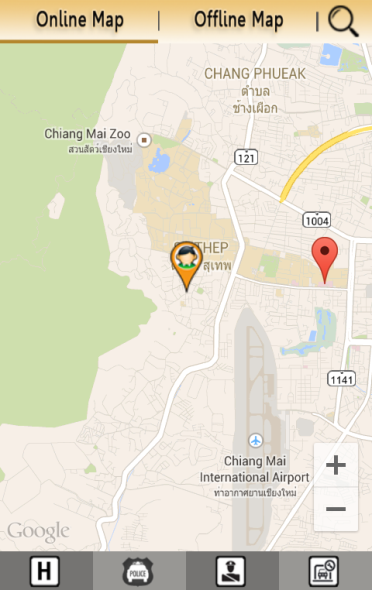 Online Map | Offline Map |
CHANG PHUEAK
ตำบล
ช้างเผือก
Chiang Mai Zoo
สวนสัตว์เชียงใหม่
121
1004
THEP
สุเทพ
1141
Chiang Mai
International Airport
ท่าอากาศยานเชียงใหม่
+
−
Google
H
POLICE